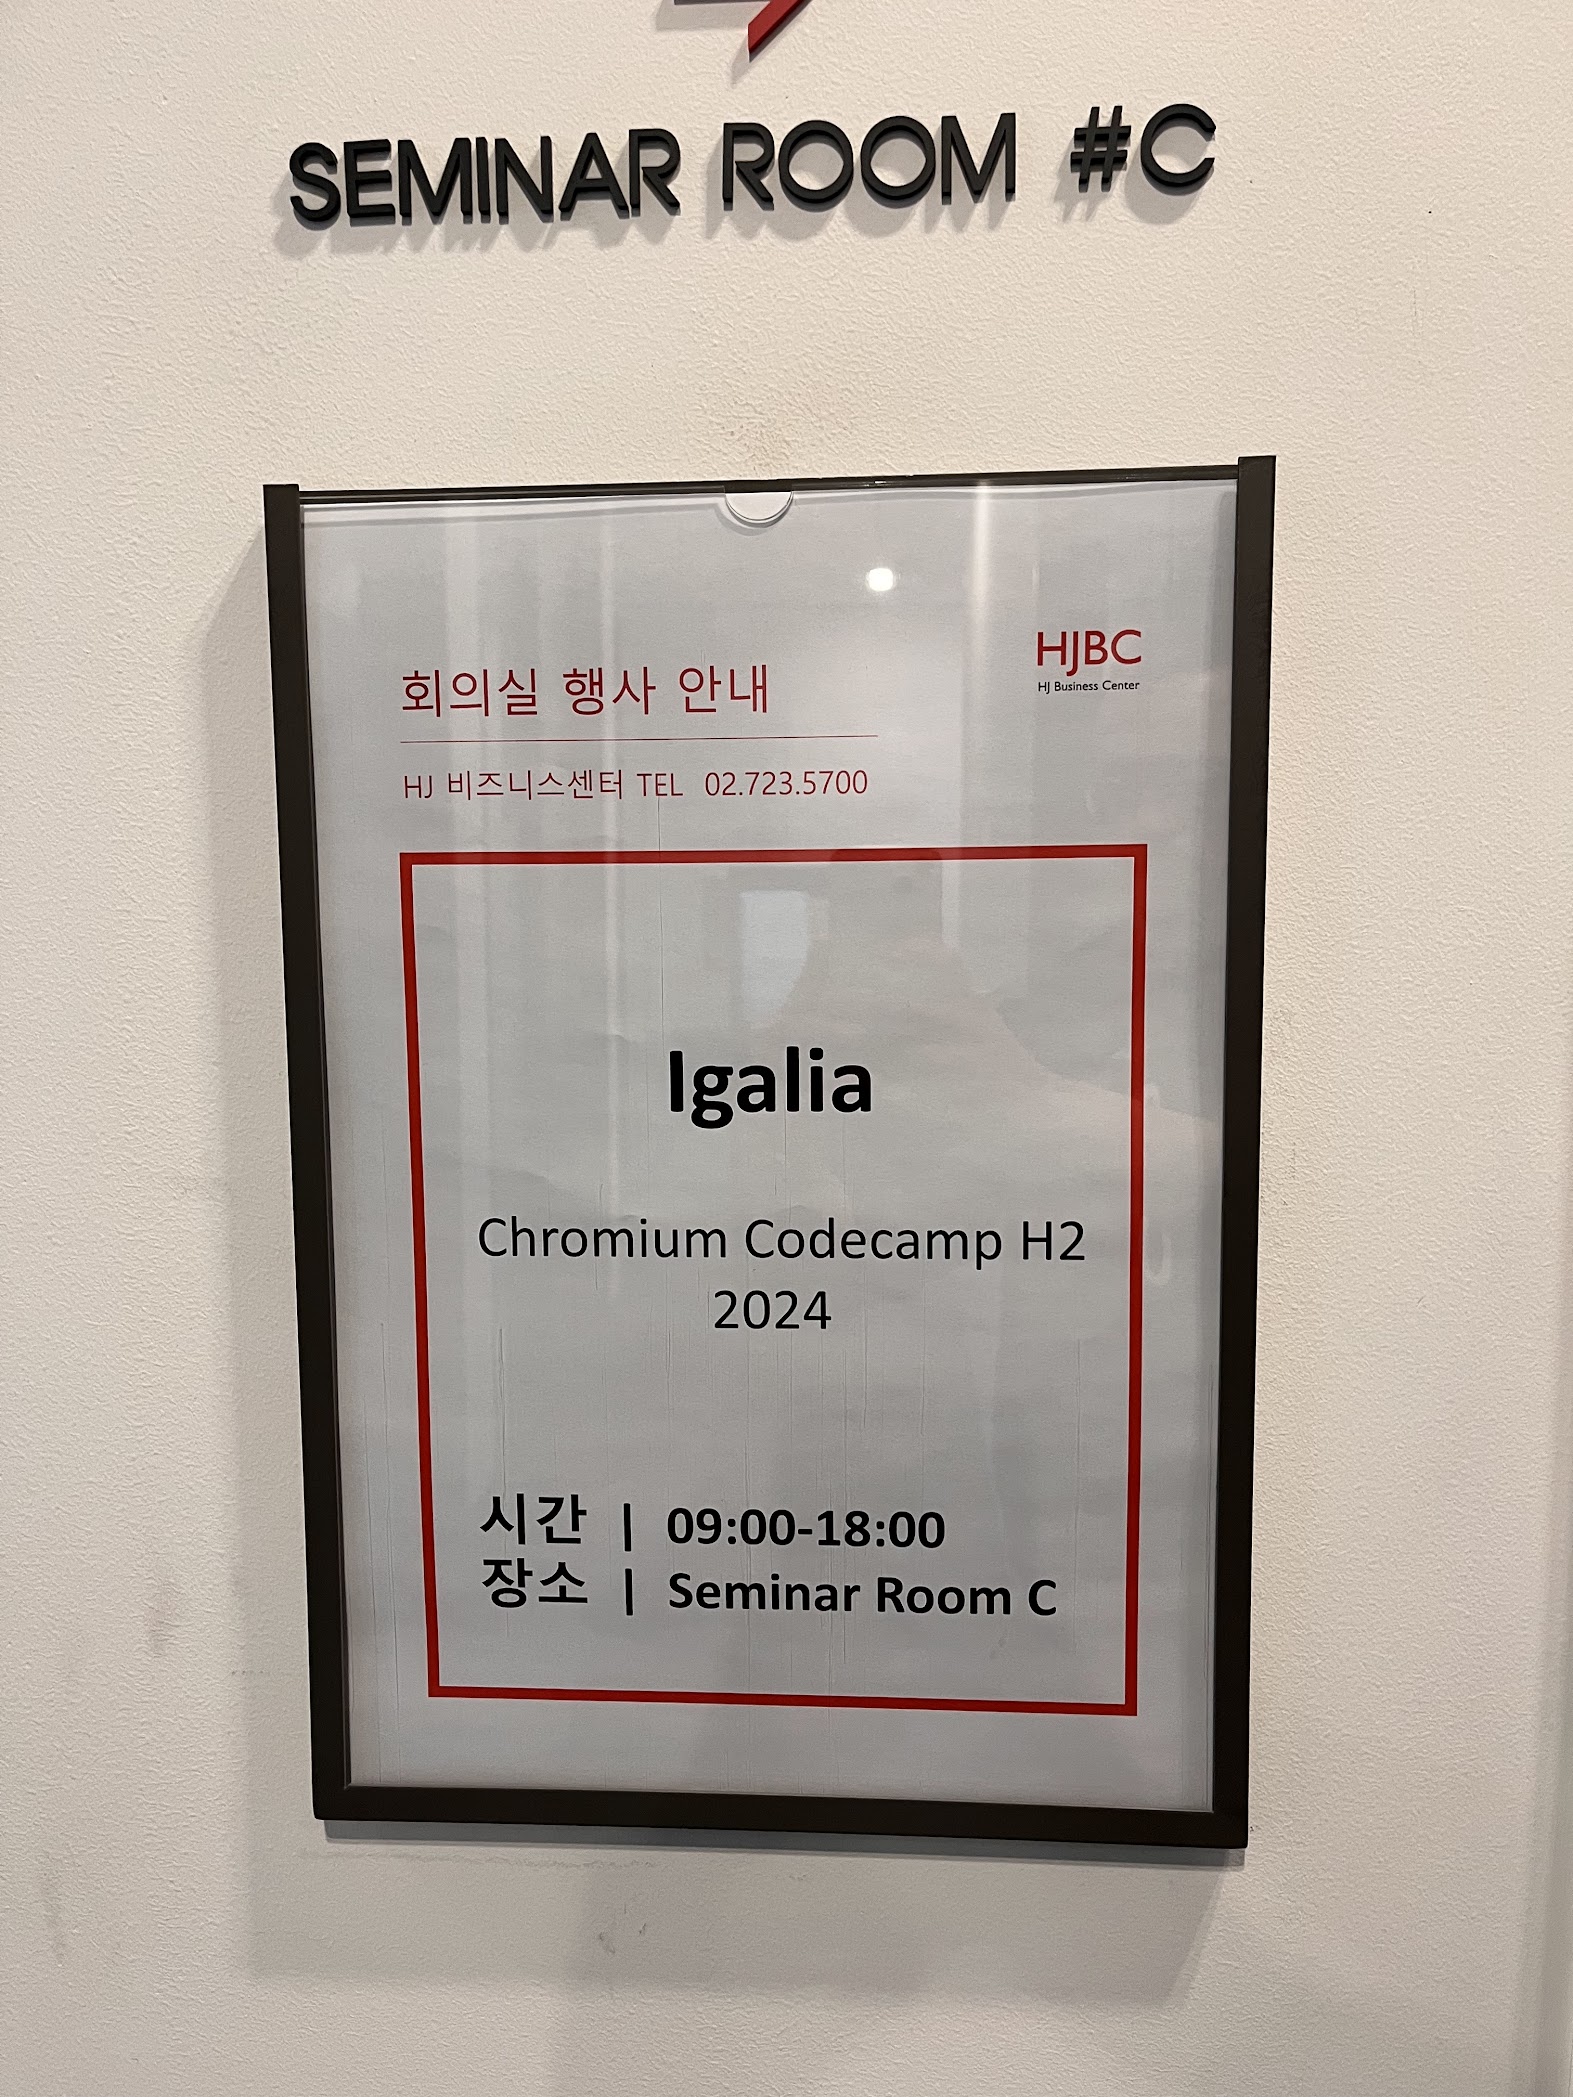 SEMINAR ROOM #C
HJBC
HJ Business Center
회의실 행사 안내
HJ 비즈니스센터 TEL 02.723.5700
Igalia
Chromium Codecamp H2
2024
시간 | 09:00-18:00
장소 | Seminar Room C